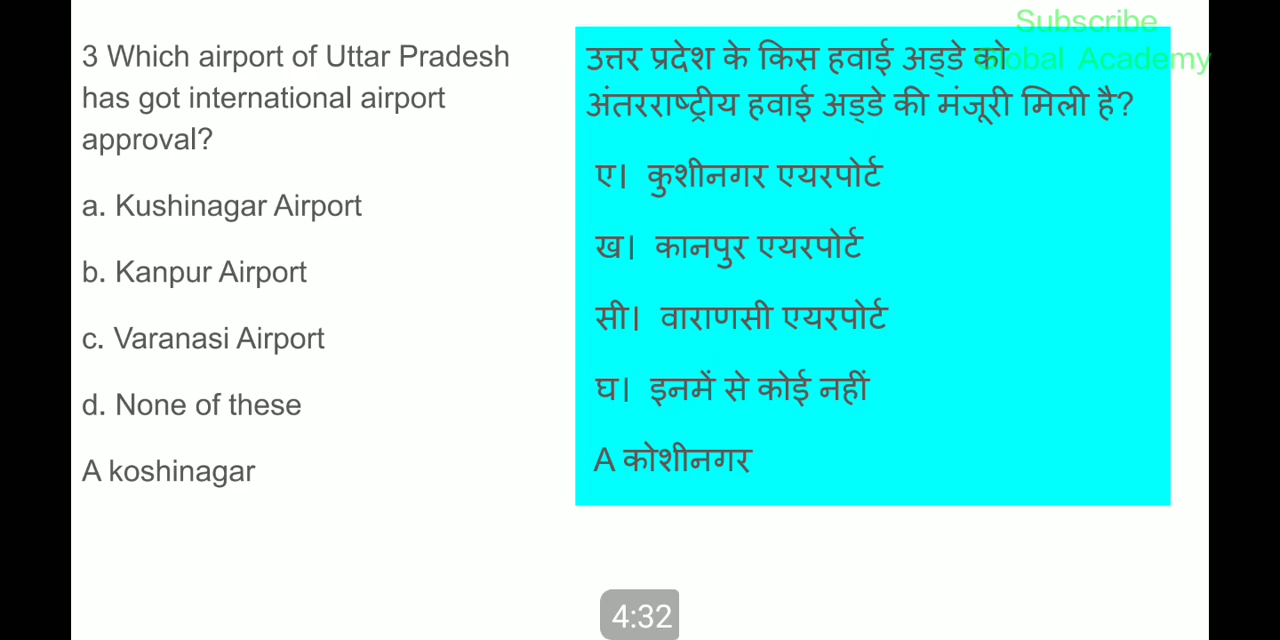 3 Which airport of Uttar Pradesh
has got international airport
approval?
a. Kushinagar Airport
b. Kanpur Airport
c. Varanasi Airport
d. None of these
A koshinagar
Subscribe
Global Academy
उत्तर प्रदेश के किस हवाई अड्डे को
अंतरराष्ट्रीय हवाई अड्डे की मंजूरी मिली है?
ए। कुशीनगर एयरपोर्ट
ख। कानपुर एयरपोर्ट
सी। वाराणसी एयरपोर्ट
घ। इनमें से कोई नहीं
A कोशीनगर
4:32